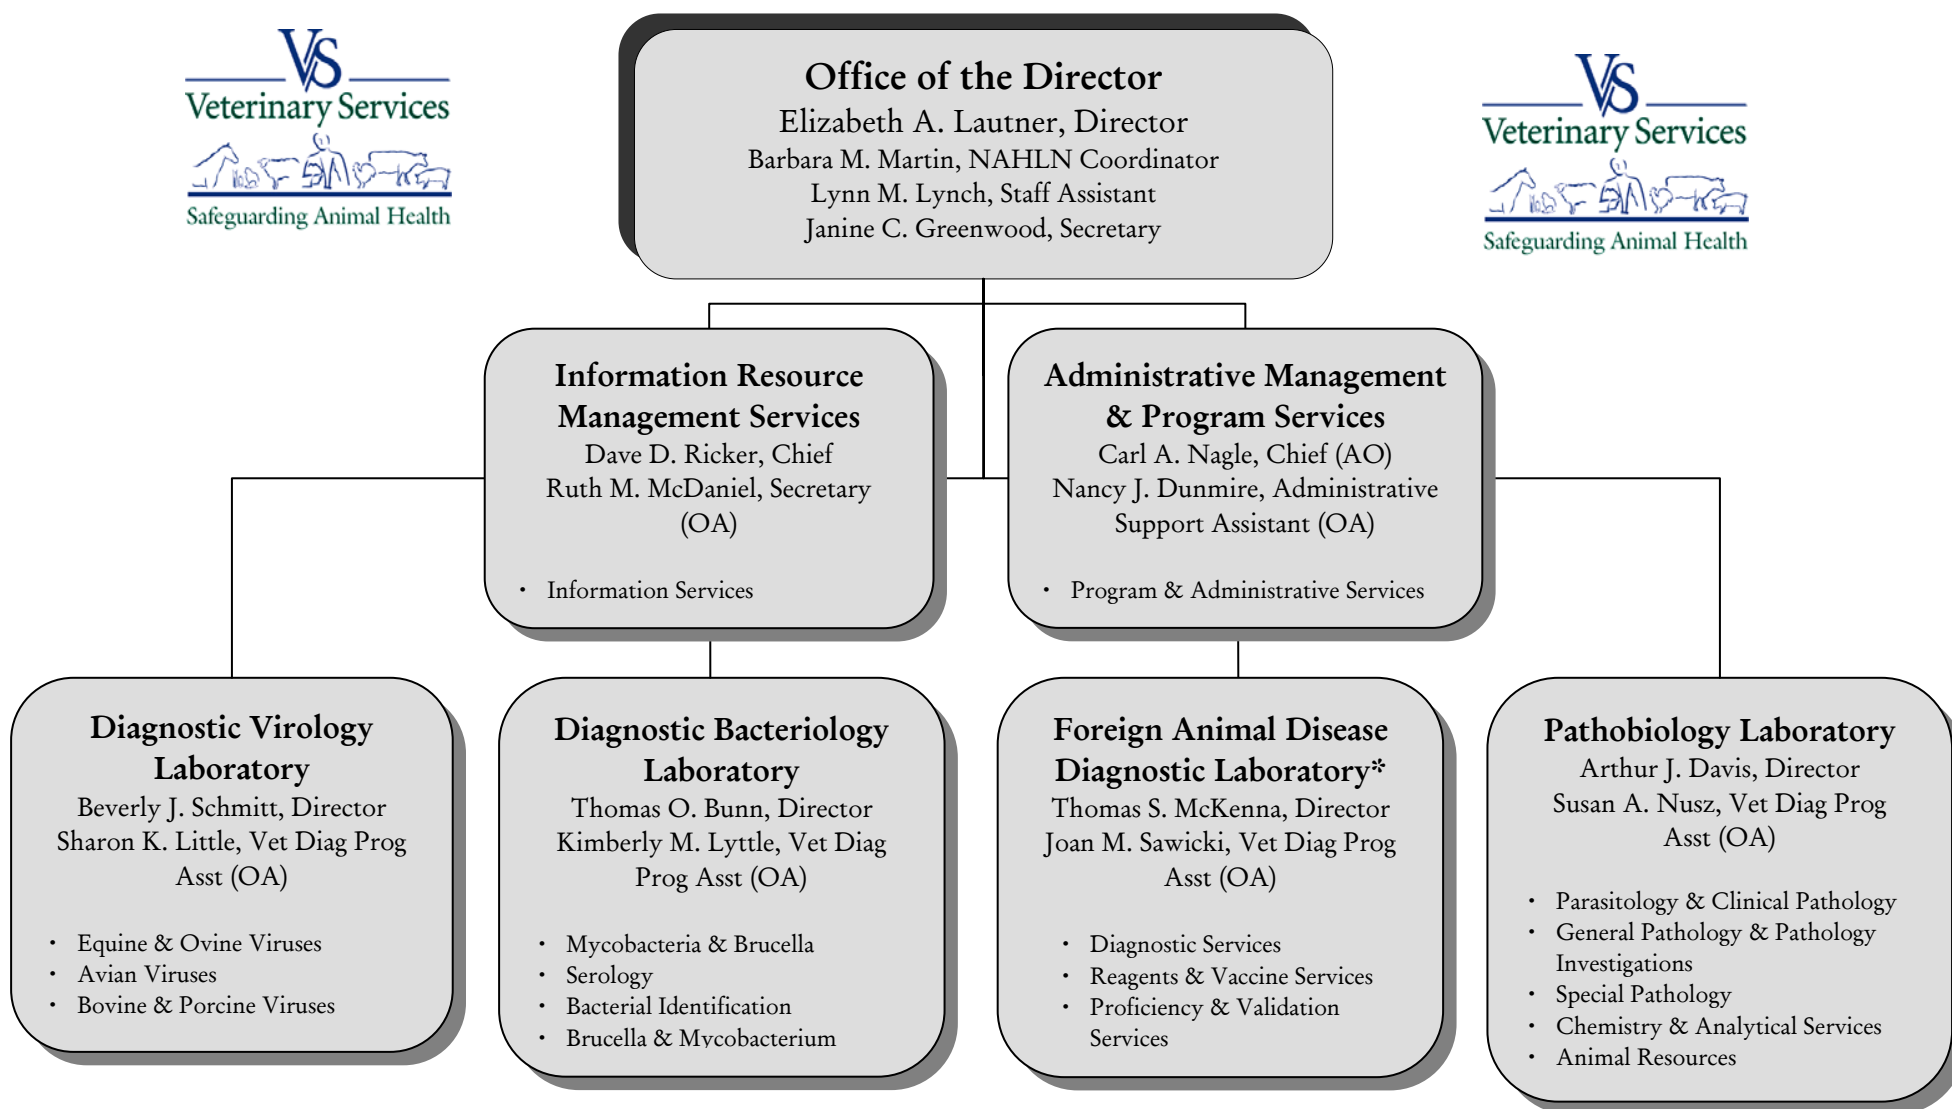 VS
Veterinary Services
Safeguarding Animal Health
Office of the Director
Elizabeth A. Lautner, Director
Barbara M. Martin, NAHLN Coordinator
Lynn M. Lynch, Staff Assistant
Janine C. Greenwood, Secretary
VS
Veterinary Services
Safeguarding Animal Health
Information Resource
Management Services
Dave D. Ricker, Chief
Ruth M. McDaniel, Secretary
(OA)
• Information Services
Administrative Management
& Program Services
Carl A. Nagle, Chief (AO)
Nancy J. Dunmire, Administrative
Support Assistant (OA)
• Program & Administrative Services
Diagnostic Virology
Laboratory
Beverly J. Schmitt, Director
Sharon K. Little, Vet Diag Prog
Asst (OA)
• Equine & Ovine Viruses
• Avian Viruses
• Bovine & Porcine Viruses
Diagnostic Bacteriology
Laboratory
Thomas O. Bunn, Director
Kimberly M. Lyttle, Vet Diag
Prog Asst (OA)
• Mycobacteria & Brucella
• Serology
• Bacterial Identification
• Brucella & Mycobacterium
Foreign Animal Disease
Diagnostic Laboratory*
Thomas S. McKenna, Director
Joan M. Sawicki, Vet Diag Prog
Asst (OA)
• Diagnostic Services
• Reagents & Vaccine Services
• Proficiency & Validation
Services
Pathobiology Laboratory
Arthur J. Davis, Director
Susan A. Nusz, Vet Diag Prog
Asst (OA)
• Parasitology & Clinical Pathology
• General Pathology & Pathology
Investigations
• Special Pathology
• Chemistry & Analytical Services
• Animal Resources